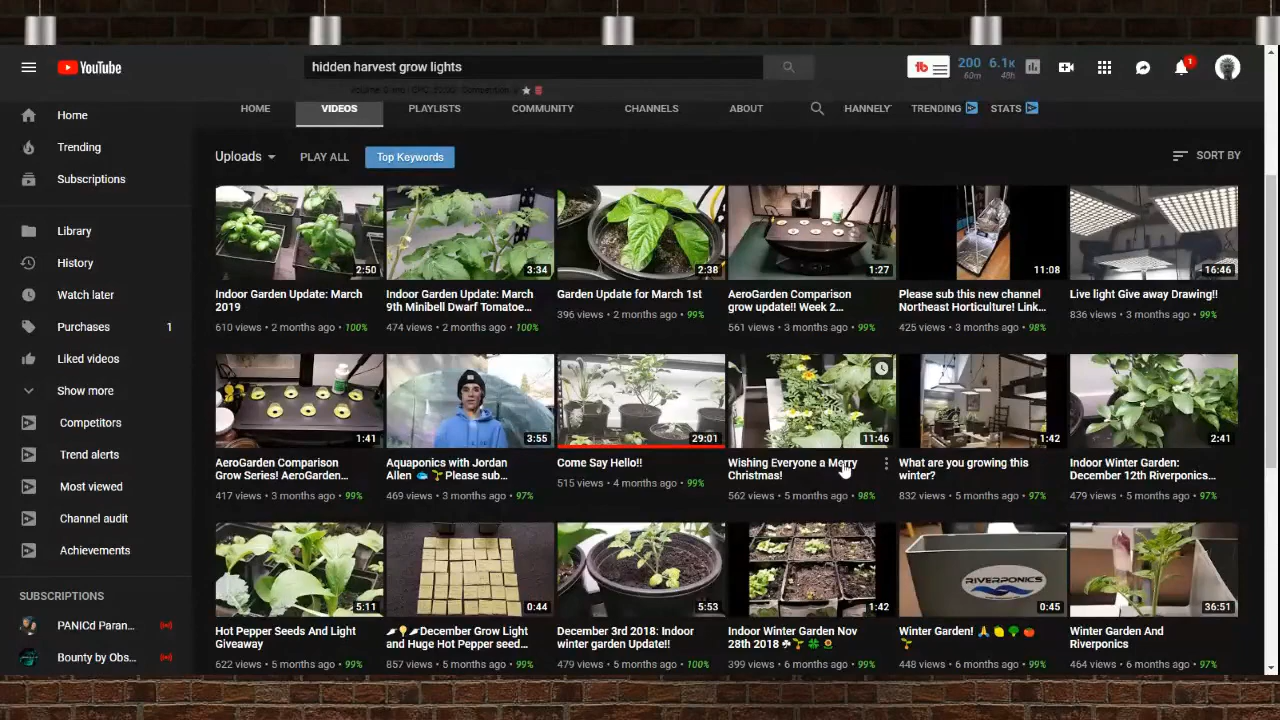 YouTube
hidden harvest grow lights
200 6.1K
60m 48h
1
HOME VIDEOS PLAYLISTS COMMUNITY CHANNELS ABOUT HANNELY TRENDING STATS
Home
Trending
Subscriptions
Library
History
Watch later
Purchases 1
Liked videos
Show more
Competitors
Trend alerts
Most viewed
Channel audit
Achievements
SUBSCRIPTIONS
PANICd Paran...
Bounty by Obs...
Uploads PLAY ALL Top Keywords SORT BY
2:50 3:34 2:38 1:27 11:08 16:46
Indoor Garden Update: March
2019
610 views • 2 months ago • 100%
Indoor Garden Update: March
9th Minibell Dwarf Tomatoe...
474 views • 2 months ago • 100%
Garden Update for March 1st
396 views • 2 months ago • 99%
AeroGarden Comparison
grow update!! Week 2...
561 views • 3 months ago • 99%
Please sub this new channel
Northeast Horticulture! Link...
425 views • 3 months ago • 98%
Live light Give away Drawing!!
836 views • 3 months ago • 99%
1:41 3:55 29:01 11:46 1:42 2:41
AeroGarden Comparison
Grow Series! AeroGarden...
417 views • 3 months ago • 99%
Aquaponics with Jordan
Allen 🐟🌱Please sub...
469 views • 3 months ago • 97%
Come Say Hello!!
515 views • 4 months ago • 99%
Wishing Everyone a Merry
Christmas!
562 views • 5 months ago • 98%
What are you growing this
winter?
832 views • 5 months ago • 97%
Indoor Winter Garden:
December 12th Riverponics...
479 views • 5 months ago • 97%
5:11 0:44 5:53 1:42 RIVERPONICS 0:45 36:51
Hot Pepper Seeds And Light
Giveaway
622 views • 5 months ago • 99%
🌶💡🌶December Grow Light
and Huge Hot Pepper seed...
857 views • 5 months ago • 99%
December 3rd 2018: Indoor
winter garden Update!!
479 views • 5 months ago • 100%
Indoor Winter Garden Nov
28th 2018 ☘🌱🍀🌻
399 views • 6 months ago • 99%
Winter Garden! 🙏🍋🌳🍅
🌱
448 views • 6 months ago • 99%
Winter Garden And
Riverponics
464 views • 6 months ago • 97%